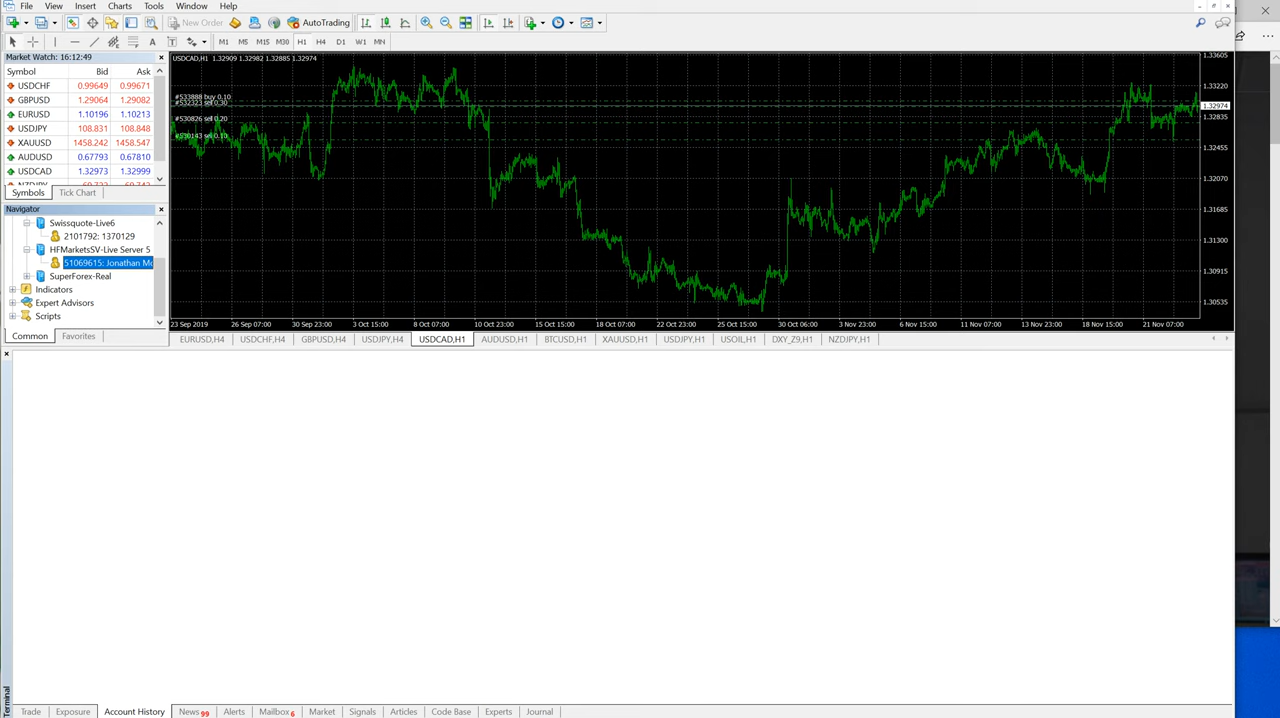 File View Insert Charts Tools Window Help
New Order AutoTrading
M1 M5 M15 M30 H1 H4 D1 W1 MN
Market Watch: 16:12:49
Symbol Bid Ask
USDCHF 0.99649 0.99671
GBPUSD 1.29064 1.29082
EURUSD 1.10196 1.10213
USDJPY 108.831 108.848
XAUUSD 1458.242 1458.547
AUDUSD 0.67793 0.67810
USDCAD 1.32971 1.32999
Symbols Tick Chart
Navigator
Swissquote-Live6
2101792: 1370129
HFMarketsSV-Live Server 5
51069615: Jonathan Mc
SuperForex-Real
Indicators
Expert Advisors
Scripts
Common Favorites
USDCAD,H1 1.32909 1.32982 1.32885 1.32974
#533888 buy 0.10
#532323 sell 0.30
#530826 sell 0.20
#530143 sell 0.10
1.33605
1.33220
1.32974
1.32835
1.32455
1.32070
1.31685
1.31300
1.30915
1.30535
23 Sep 2019 26 Sep 07:00 30 Sep 23:00 3 Oct 15:00 8 Oct 07:00 10 Oct 23:00 15 Oct 15:00 18 Oct 07:00 22 Oct 23:00 25 Oct 15:00 30 Oct 06:00 3 Nov 23:00 6 Nov 15:00 11 Nov 07:00 13 Nov 23:00 18 Nov 15:00 21 Nov 07:00
EURUSD,H4 USDCHF,H4 GBPUSD,H4 USDJPY,H4 USDCAD,H1 AUDUSD,H1 BTCUSD,H1 XAUUSD,H1 USDJPY,H1 USOIL,H1 DXY_Z9,H1 NZDJPY,H1
Terminal
Trade Exposure Account History News 99 Alerts Mailbox 6 Market Signals Articles Code Base Experts Journal